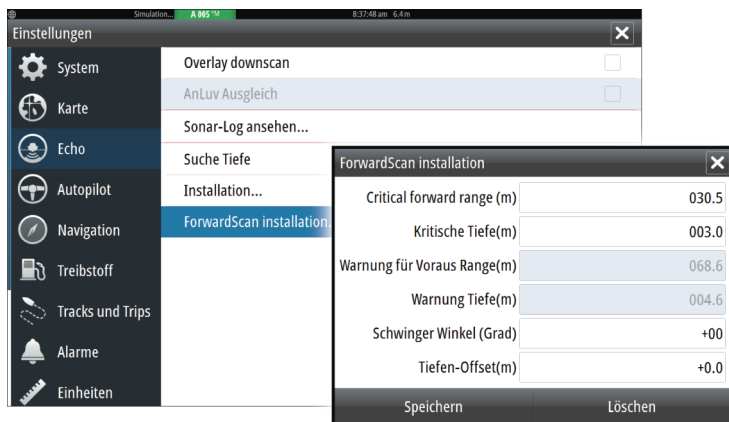 Simulation... A 005 °M 8:37:48 am 6.4 m
Einstellungen
System
Karte
Echo
Autopilot
Navigation
Treibstoff
Tracks und Trips
Alarme
Einheiten
Overlay downscan
AnLuv Ausgleich
Sonar-Log ansehen...
Suche Tiefe
Installation...
ForwardScan installation
ForwardScan installation
Critical forward range (m) 030.5
Kritische Tiefe(m) 003.0
Warnung für Voraus Range(m) 068.6
Warnung Tiefe(m) 004.6
Schwinger Winkel (Grad) +00
Tiefen-Offset(m) +0.0
Speichern Löschen